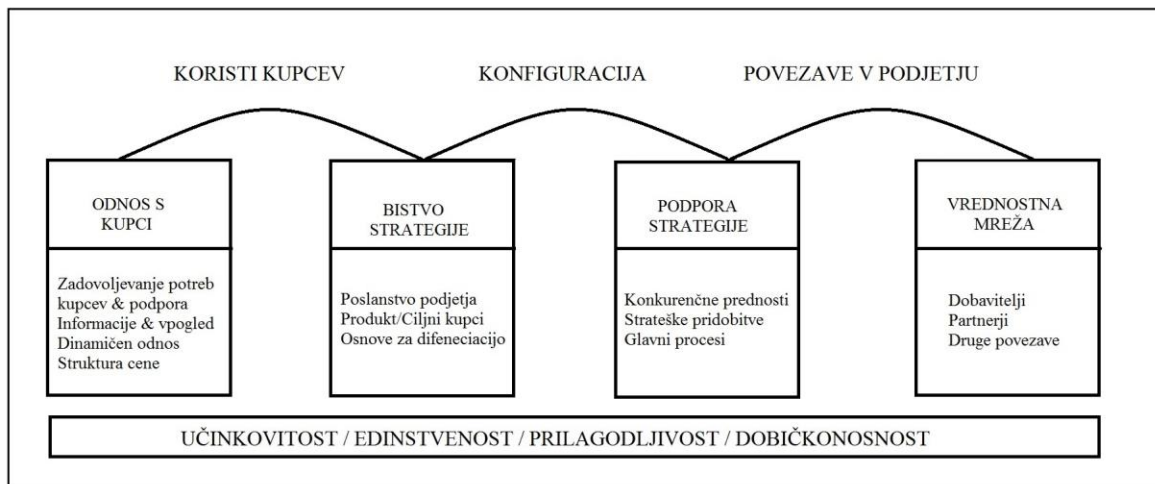 KORISTI KUPCEV
KONFIGURACIJA
POVEZAVE V PODJETJU
ODNOS S
KUPCI
Zadovoljevanje potreb
kupcev & podpora
Informacije & vpogled
Dinamičen odnos
Struktura cene
BISTVO
STRATEGIJE
Poslanstvo podjetja
Produkt/Ciljni kupci
Osnove za difeneciacijo
PODPORA
STRATEGIJE
Konkurenčne prednosti
Strateške pridobitve
Glavni procesi
VREDNOSTNA
MREŽA
Dobavitelji
Partnerji
Druge povezave
UČINKOVITOST / EDINSTVENOST / PRILAGODLJIVOST / DOBIČKONOSNOST